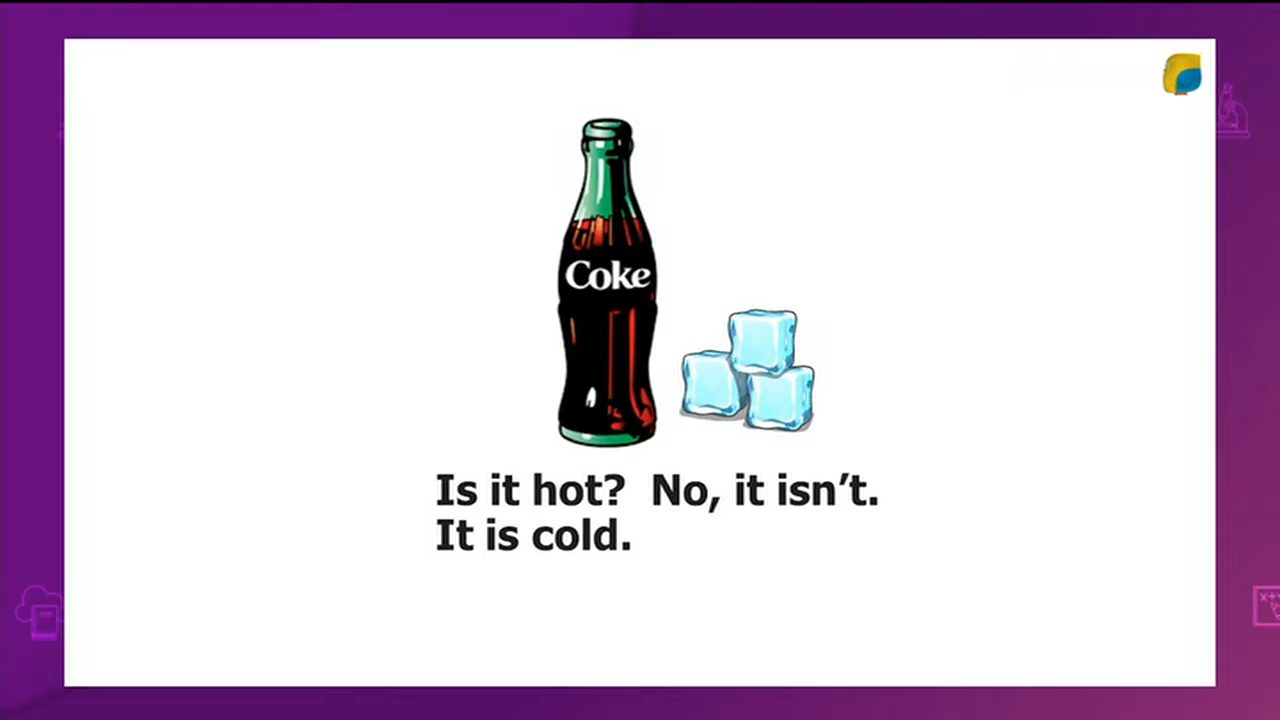 Coke
Is it hot?  No, it isn’t.
It is cold.